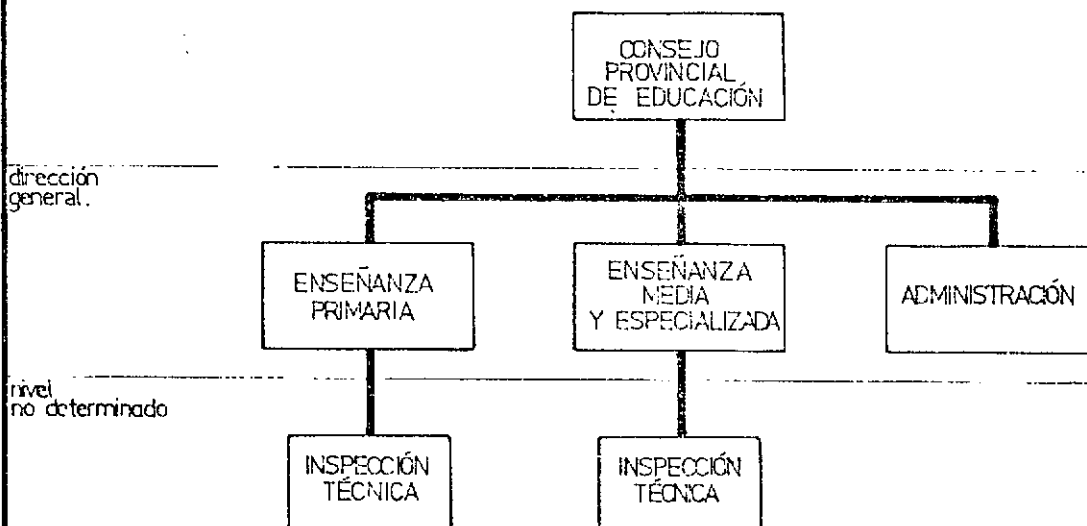 CONSEJO
PROVINCIAL
DE EDUCACIÓN
dirección
general.
ENSEÑANZA
PRIMARIA
ENSEÑANZA
MEDIA
Y ESPECIALIZADA
ADMINISTRACIÓN
nivel
no determinado
INSPECCIÓN
TÉCNICA
INSPECCIÓN
TÉCNICA